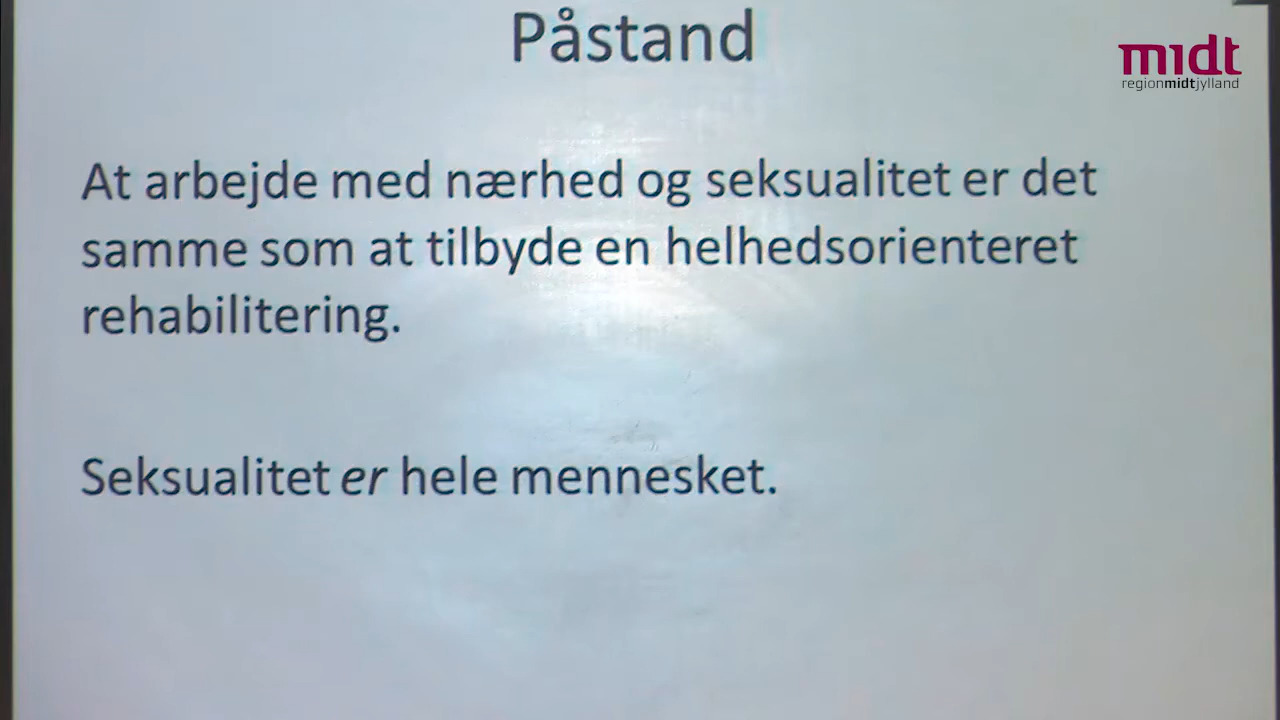 Påstand
midt
regionmidtjylland
At arbejde med nærhed og seksualitet er det
samme som at tilbyde en helhedsorienteret
rehabilitering.
Seksualitet er hele mennesket.